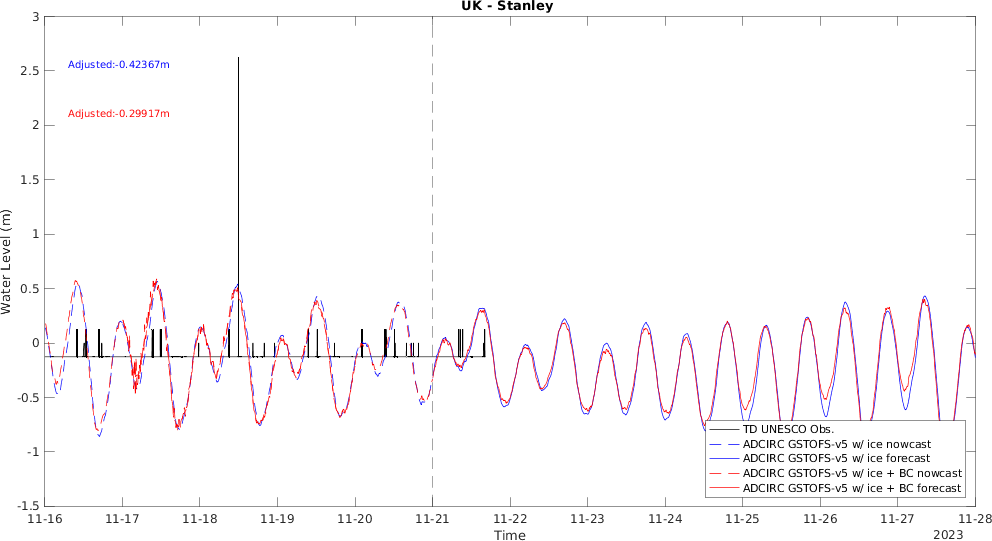 UK - Stanley
Adjusted:-0.42367m
Adjusted:-0.29917m
Water Level (m)
3
2.5
2
1.5
1
0.5
0
-0.5
-1
-1.5
TD UNESCO Obs.
ADCIRC GSTOFS-v5 w/ ice nowcast
ADCIRC GSTOFS-v5 w/ ice forecast
ADCIRC GSTOFS-v5 w/ ice + BC nowcast
ADCIRC GSTOFS-v5 w/ ice + BC forecast
11-16 11-17 11-18 11-19 11-20 11-21 11-22 11-23 11-24 11-25 11-26 11-27 11-28
Time
2023